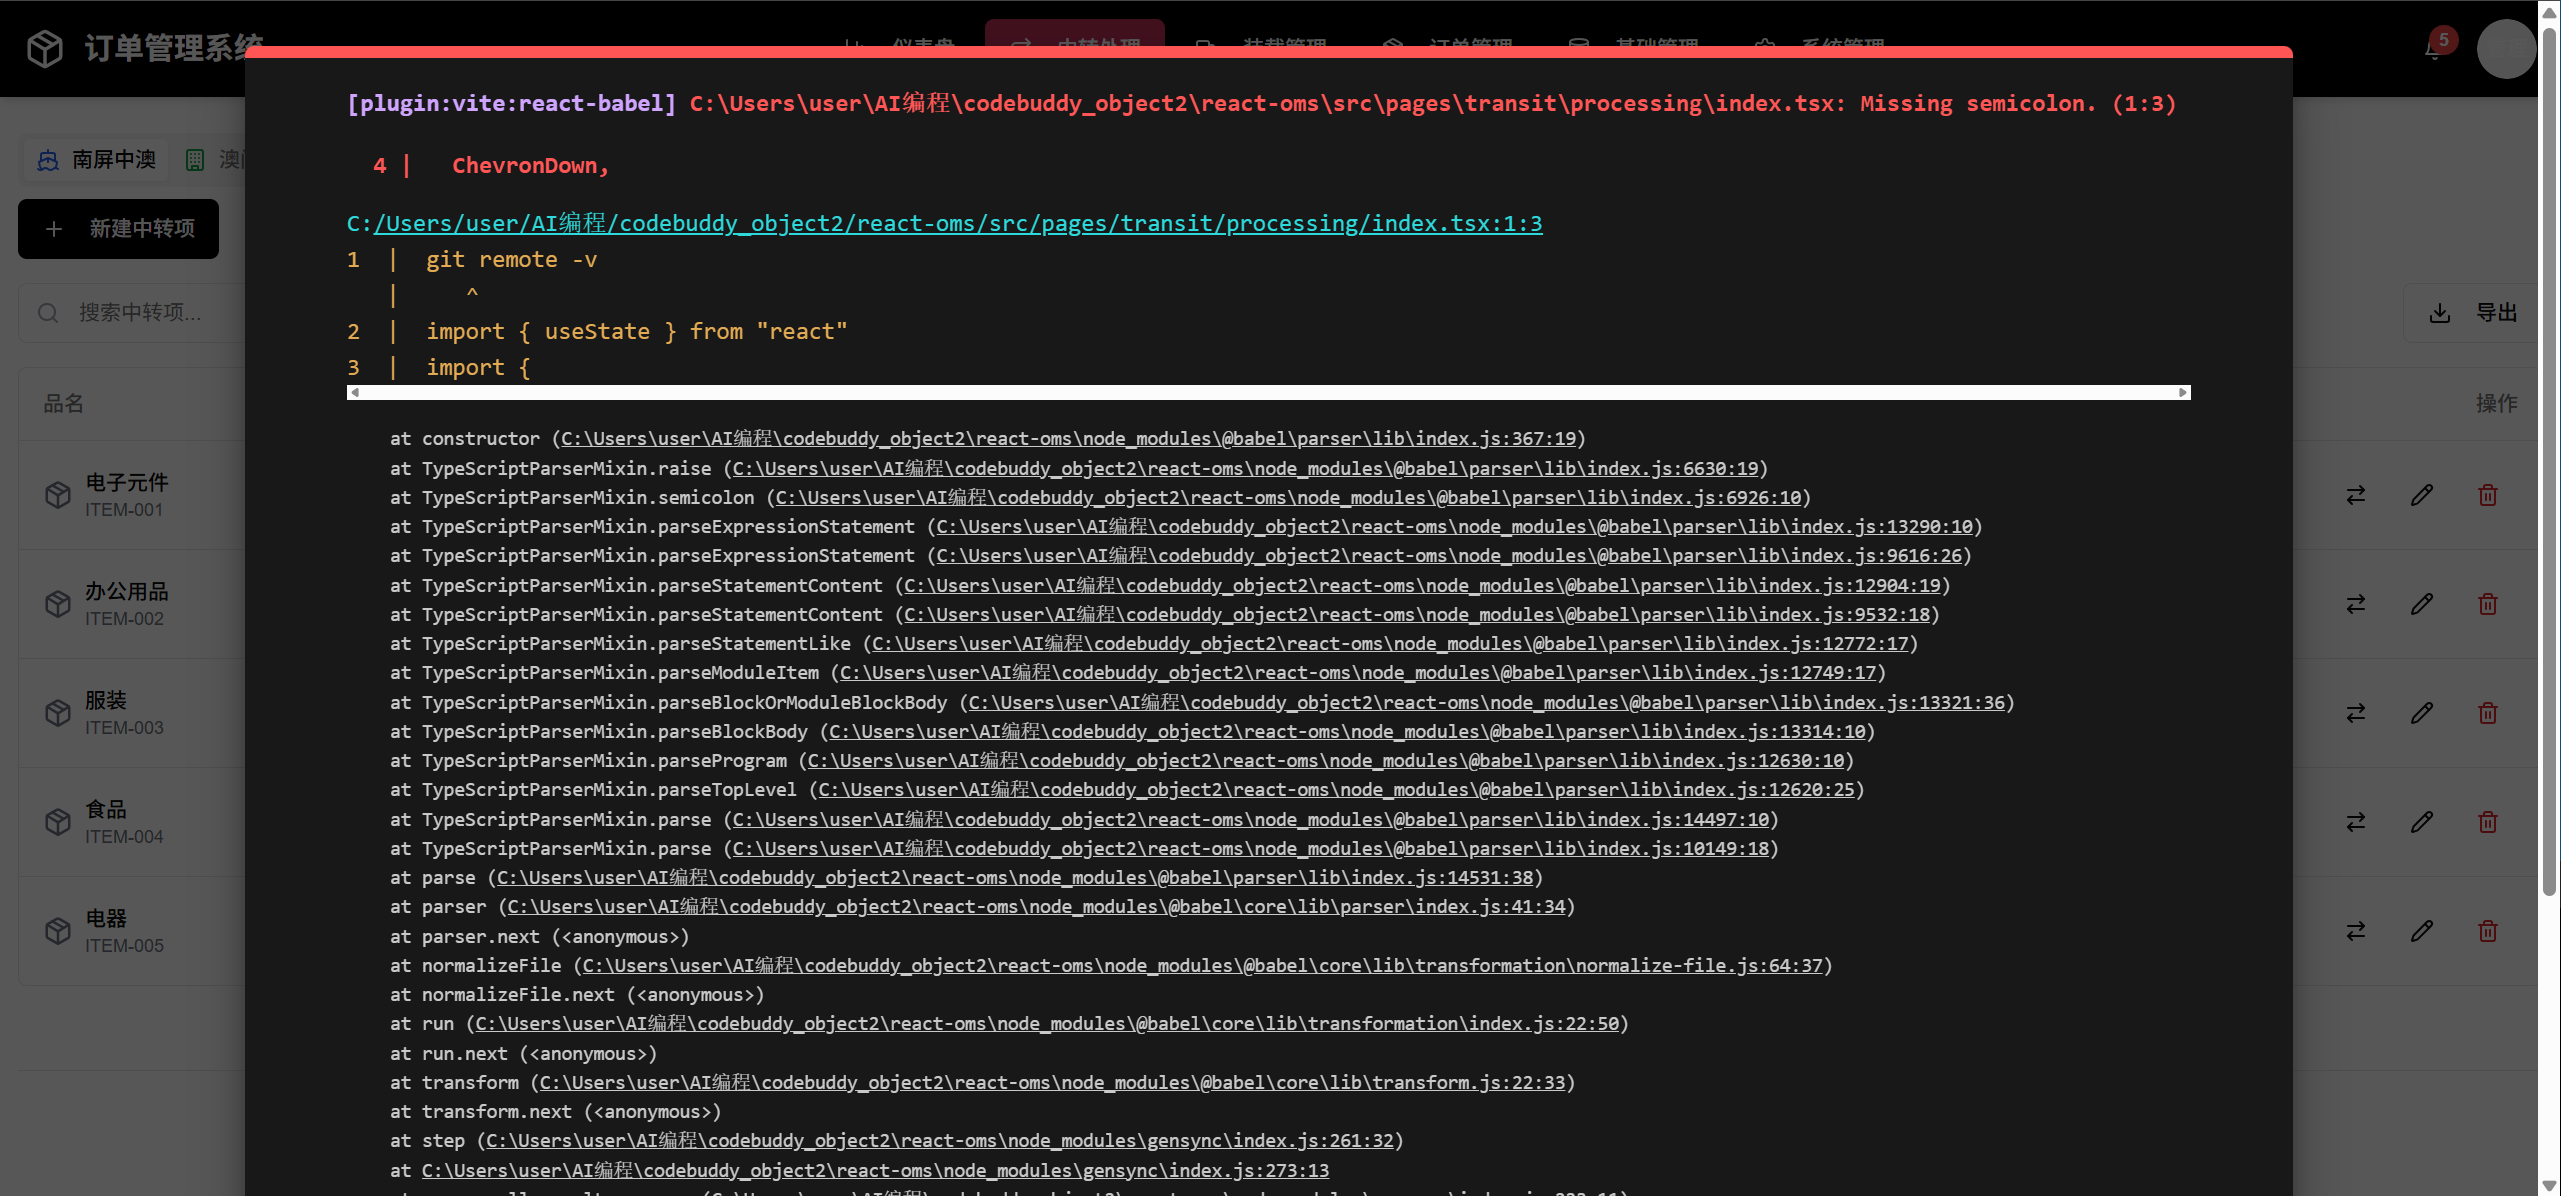 订单管理系统
仪表盘
中转处理
装载管理
订单管理
基础管理
系统管理
5
[plugin:vite:react-babel] C:\Users\user\AI编程\codebuddy_object2\react-oms\src\pages\transit\processing\index.tsx: Missing semicolon. (1:3)
4 |   ChevronDown,
C:/Users/user/AI编程/codebuddy_object2/react-oms/src/pages/transit/processing/index.tsx:1:3
1  |  git remote -v
   |     ^
2  |  import { useState } from "react"
3  |  import {
at constructor (C:\Users\user\AI编程\codebuddy_object2\react-oms\node_modules\@babel\parser\lib\index.js:367:19)
at TypeScriptParserMixin.raise (C:\Users\user\AI编程\codebuddy_object2\react-oms\node_modules\@babel\parser\lib\index.js:6630:19)
at TypeScriptParserMixin.semicolon (C:\Users\user\AI编程\codebuddy_object2\react-oms\node_modules\@babel\parser\lib\index.js:6926:10)
at TypeScriptParserMixin.parseExpressionStatement (C:\Users\user\AI编程\codebuddy_object2\react-oms\node_modules\@babel\parser\lib\index.js:13290:10)
at TypeScriptParserMixin.parseExpressionStatement (C:\Users\user\AI编程\codebuddy_object2\react-oms\node_modules\@babel\parser\lib\index.js:9616:26)
at TypeScriptParserMixin.parseStatementContent (C:\Users\user\AI编程\codebuddy_object2\react-oms\node_modules\@babel\parser\lib\index.js:12904:19)
at TypeScriptParserMixin.parseStatementContent (C:\Users\user\AI编程\codebuddy_object2\react-oms\node_modules\@babel\parser\lib\index.js:9532:18)
at TypeScriptParserMixin.parseStatementLike (C:\Users\user\AI编程\codebuddy_object2\react-oms\node_modules\@babel\parser\lib\index.js:12772:17)
at TypeScriptParserMixin.parseModuleItem (C:\Users\user\AI编程\codebuddy_object2\react-oms\node_modules\@babel\parser\lib\index.js:12749:17)
at TypeScriptParserMixin.parseBlockOrModuleBlockBody (C:\Users\user\AI编程\codebuddy_object2\react-oms\node_modules\@babel\parser\lib\index.js:13321:36)
at TypeScriptParserMixin.parseBlockBody (C:\Users\user\AI编程\codebuddy_object2\react-oms\node_modules\@babel\parser\lib\index.js:13314:10)
at TypeScriptParserMixin.parseProgram (C:\Users\user\AI编程\codebuddy_object2\react-oms\node_modules\@babel\parser\lib\index.js:12630:10)
at TypeScriptParserMixin.parseTopLevel (C:\Users\user\AI编程\codebuddy_object2\react-oms\node_modules\@babel\parser\lib\index.js:12620:25)
at TypeScriptParserMixin.parse (C:\Users\user\AI编程\codebuddy_object2\react-oms\node_modules\@babel\parser\lib\index.js:14497:10)
at TypeScriptParserMixin.parse (C:\Users\user\AI编程\codebuddy_object2\react-oms\node_modules\@babel\parser\lib\index.js:10149:18)
at parse (C:\Users\user\AI编程\codebuddy_object2\react-oms\node_modules\@babel\parser\lib\index.js:14531:38)
at parser (C:\Users\user\AI编程\codebuddy_object2\react-oms\node_modules\@babel\core\lib\parser\index.js:41:34)
at parser.next (<anonymous>)
at normalizeFile (C:\Users\user\AI编程\codebuddy_object2\react-oms\node_modules\@babel\core\lib\transformation\normalize-file.js:64:37)
at normalizeFile.next (<anonymous>)
at run (C:\Users\user\AI编程\codebuddy_object2\react-oms\node_modules\@babel\core\lib\transformation\index.js:22:50)
at run.next (<anonymous>)
at transform (C:\Users\user\AI编程\codebuddy_object2\react-oms\node_modules\@babel\core\lib\transform.js:22:33)
at transform.next (<anonymous>)
at step (C:\Users\user\AI编程\codebuddy_object2\react-oms\node_modules\gensync\index.js:261:32)
at C:\Users\user\AI编程\codebuddy_object2\react-oms\node_modules\gensync\index.js:273:13
南屏中澳
新建中转项
搜索中转项...
导出
品名
操作
电子元件
ITEM-001
办公用品
ITEM-002
服装
ITEM-003
食品
ITEM-004
电器
ITEM-005